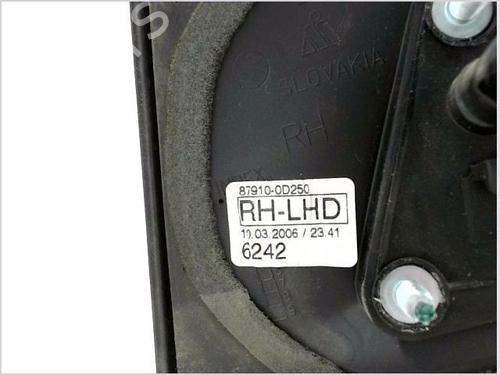 SLOVAKIA
RH
87910-0D250
RH-LHD
10.03.2006 / 23.41
6242